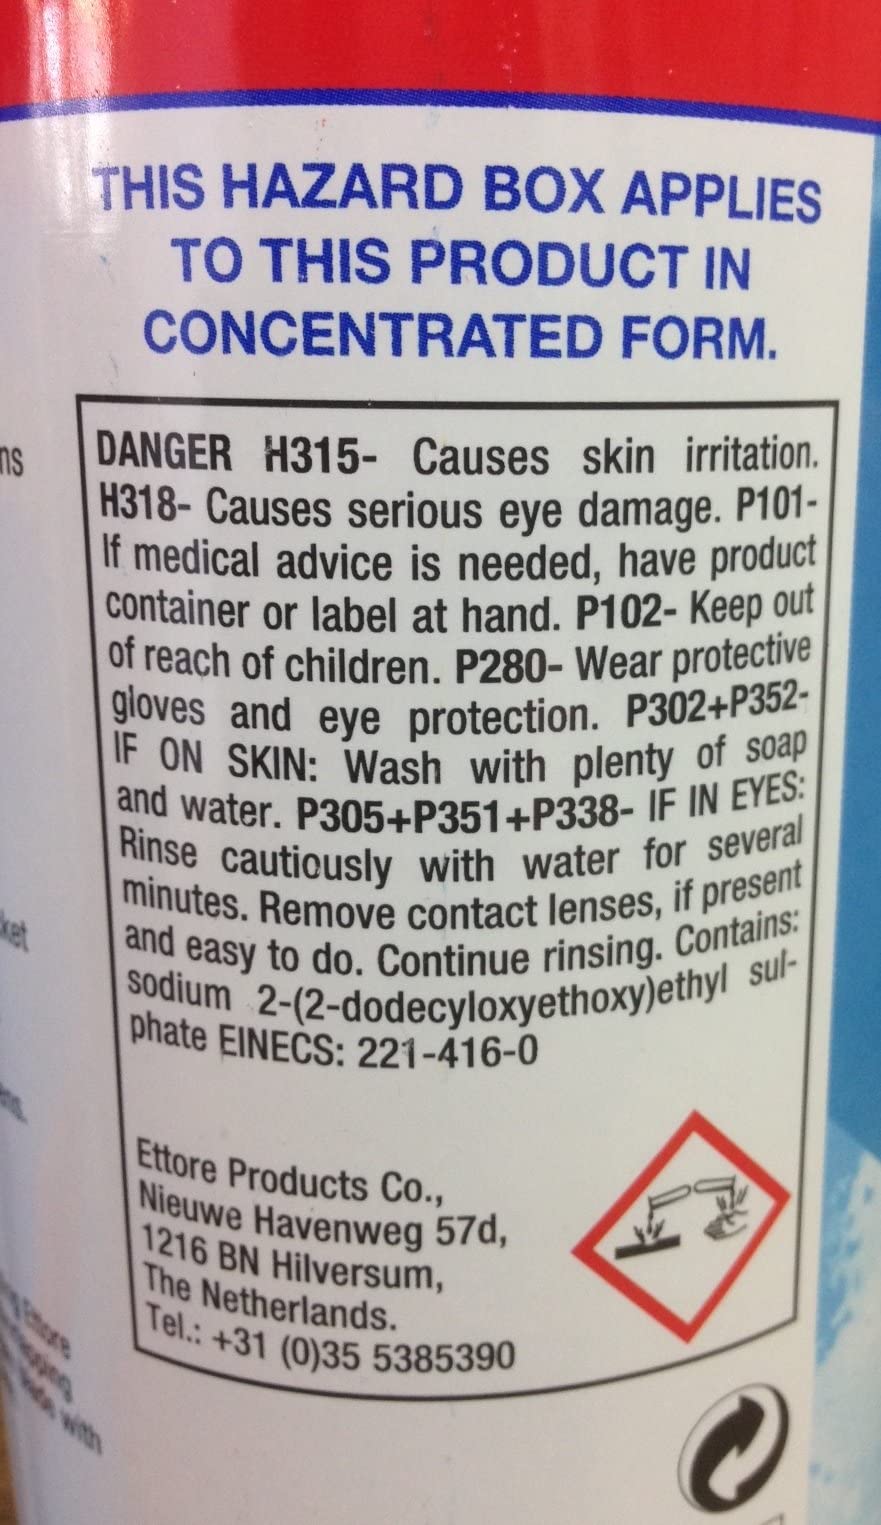 THIS HAZARD BOX APPLIES
TO THIS PRODUCT IN
CONCENTRATED FORM.
DANGER H315- Causes skin irritation.
H318- Causes serious eye damage. P101-
If medical advice is needed, have product
container or label at hand. P102- Keep out
of reach of children. P280- Wear protective
gloves and eye protection. P302+P352-
IF ON SKIN: Wash with plenty of soap
and water. P305+P351+P338- IF IN EYES:
Rinse cautiously with water for several
minutes. Remove contact lenses, if present
and easy to do. Continue rinsing. Contains:
sodium 2-(2-dodecyloxyethoxy)ethyl sul-
phate EINECS: 221-416-0
Ettore Products Co.,
Nieuwe Havenweg 57d,
1216 BN Hilversum,
The Netherlands.
Tel.: +31 (0)35 5385390
with